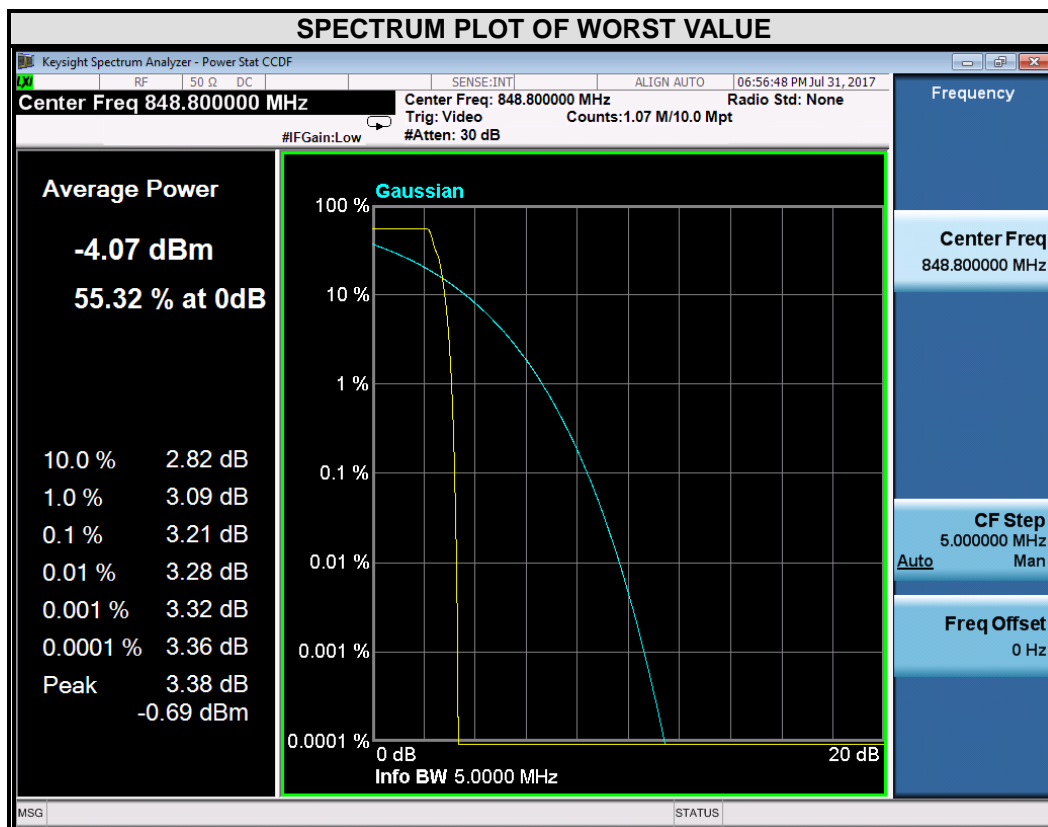 SPECTRUM PLOT OF WORST VALUE
Keysight Spectrum Analyzer - Power Stat CCDF
LXI RF 50 Ω DC SENSE:INT ALIGN AUTO 06:56:48 PM Jul 31, 2017
Center Freq 848.800000 MHz
Center Freq: 848.800000 MHz Radio Std: None
Trig: Video Counts:1.07 M/10.0 Mpt
#IFGain:Low #Atten: 30 dB
Frequency
Average Power
-4.07 dBm
55.32 % at 0dB
10.0 % 2.82 dB
1.0 % 3.09 dB
0.1 % 3.21 dB
0.01 % 3.28 dB
0.001 % 3.32 dB
0.0001 % 3.36 dB
Peak 3.38 dB
-0.69 dBm
Gaussian
100 %
10 %
1 %
0.1 %
0.01 %
0.001 %
0.0001 %
0 dB 20 dB
Info BW 5.0000 MHz
Center Freq
848.800000 MHz
CF Step
5.000000 MHz
Auto Man
Freq Offset
0 Hz
MSG STATUS